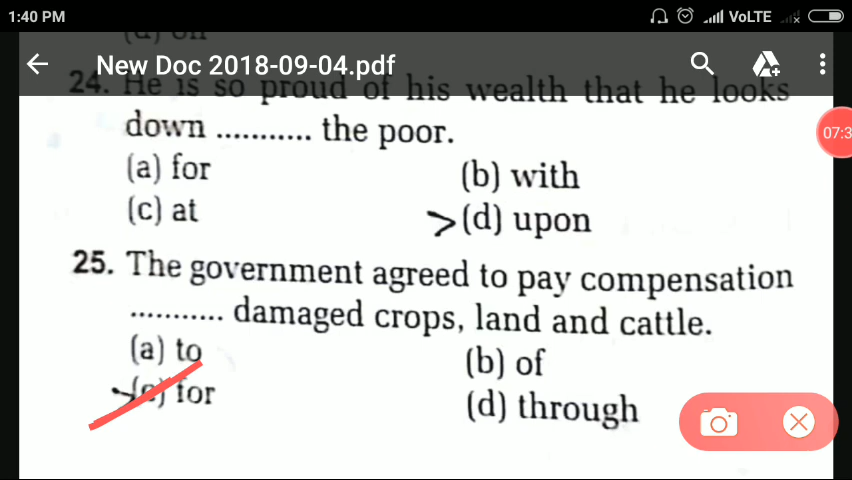 1:40 PM VoLTE
New Doc 2018-09-04.pdf
24. He is so proud of his wealth that he looks
07:3
down ........... the poor.
(a) for (b) with
(c) at (d) upon
25. The government agreed to pay compensation
........... damaged crops, land and cattle.
(a) to (b) of
(c) for (d) through